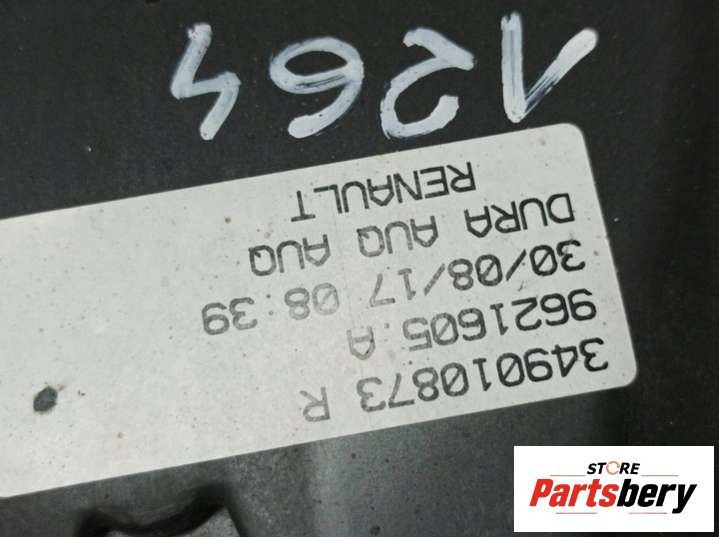 349010873 R
9621605.A
30/08/17 08:39
DURA AUQ AUQ
RENAULT
1264
STORE
Partsbery